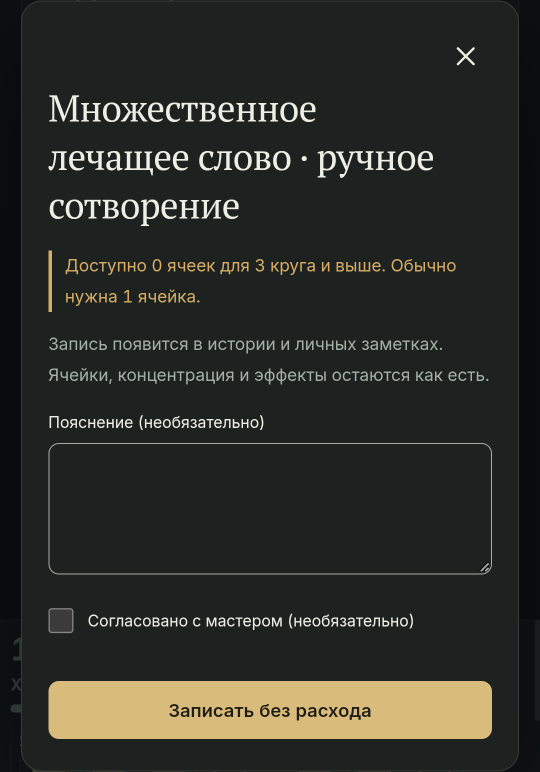 Множественное
лечащее слово · ручное
сотворение
Доступно 0 ячеек для 3 круга и выше. Обычно
нужна 1 ячейка.
Запись появится в истории и личных заметках.
Ячейки, концентрация и эффекты остаются как есть.
Пояснение (необязательно)
Согласовано с мастером (необязательно)
Записать без расхода